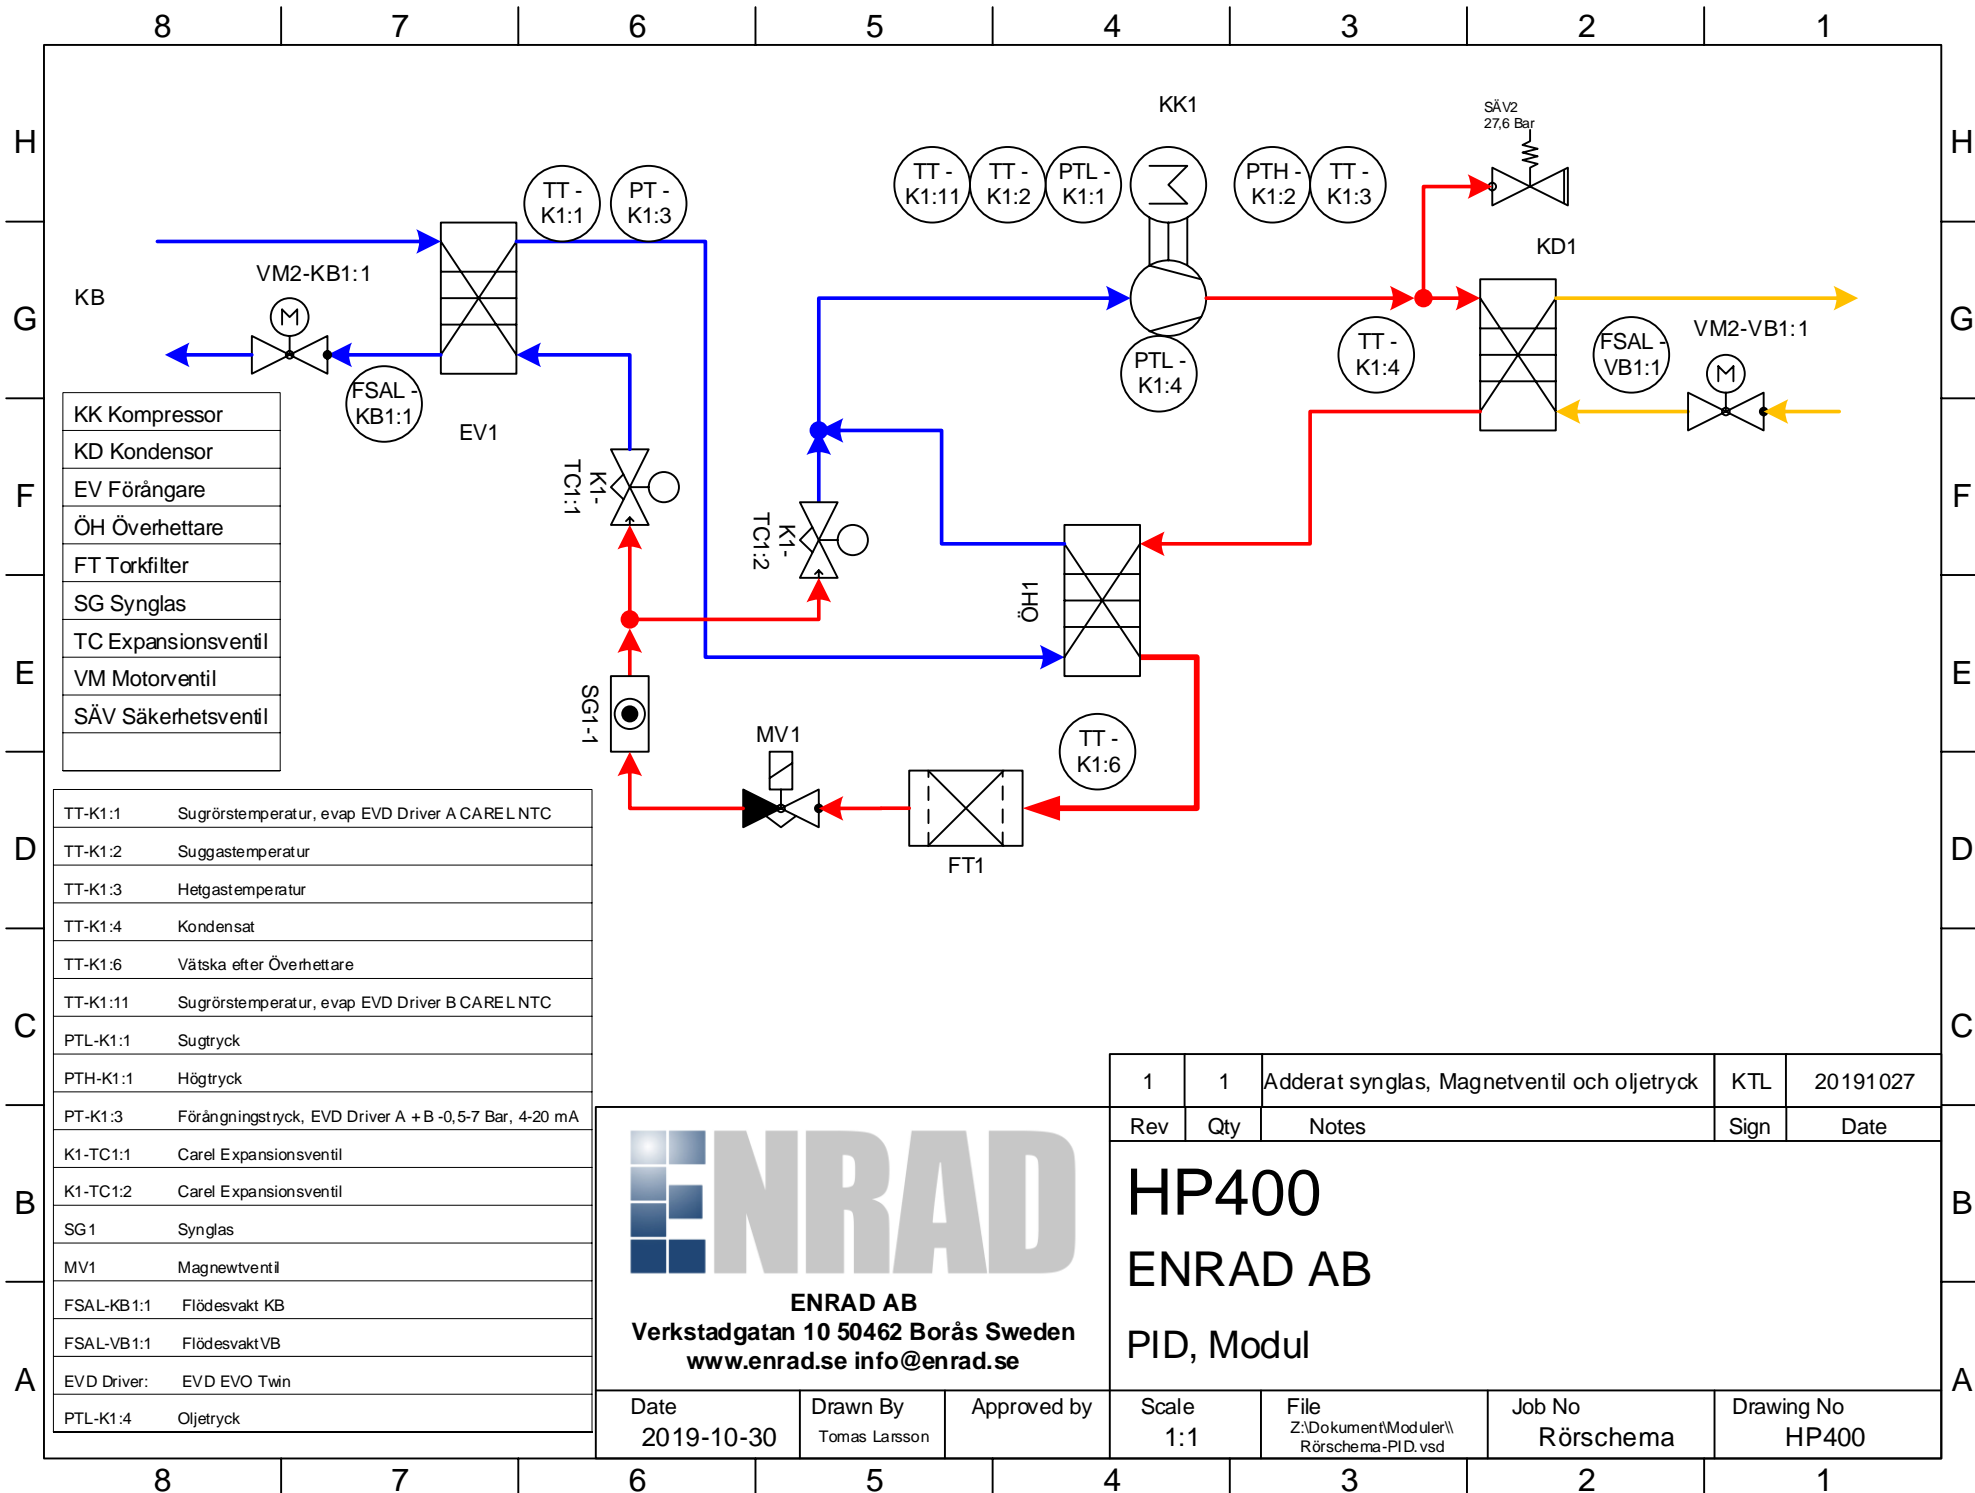 8 7 6 5 4 3 2 1
H H
G G
F F
E E
D D
C C
B B
A A
KK1
SÄV2
27,6 Bar
TT -
K1:1
PT -
K1:3
TT -
K1:11
TT -
K1:2
PTL -
K1:1
PTH -
K1:2
TT -
K1:3
KD1
KB
VM2-KB1:1
M
FSAL -
KB1:1
EV1
PTL -
K1:4
TT -
K1:4
FSAL -
VB1:1
VM2-VB1:1
M
K1-
TC1:1
K1-
TC1:2
ÖH1
SG1-1
MV1
TT -
K1:6
FT1
KK Kompressor
KD Kondensor
EV Förångare
ÖH Överhettare
FT Torkfilter
SG Synglas
TC Expansionsventil
VM Motorventil
SÄV Säkerhetsventil
TT-K1:1 Sugrörstemperatur, evap EVD Driver A CAREL NTC
TT-K1:2 Suggastemperatur
TT-K1:3 Hetgastemperatur
TT-K1:4 Kondensat
TT-K1:6 Vätska efter Överhettare
TT-K1:11 Sugrörstemperatur, evap EVD Driver B CAREL NTC
PTL-K1:1 Sugtryck
PTH-K1:1 Högtryck
PT-K1:3 Förångningstryck, EVD Driver A + B -0,5-7 Bar, 4-20 mA
K1-TC1:1 Carel Expansionsventil
K1-TC1:2 Carel Expansionsventil
SG1 Synglas
MV1 Magnewtventil
FSAL-KB1:1 Flödesvakt KB
FSAL-VB1:1 Flödesvakt VB
EVD Driver: EVD EVO Twin
PTL-K1:4 Oljetryck
1 1 Adderat synglas, Magnetventil och oljetryck KTL 20191027
Rev Qty Notes Sign Date
ENRAD
ENRAD AB
Verkstadgatan 10 50462 Borås Sweden
www.enrad.se info@enrad.se
HP400
ENRAD AB
PID, Modul
Date
2019-10-30
Drawn By
Tomas Larsson
Approved by
Scale
1:1
File
Z:\Dokument\Moduler\\
Rörschema-PID.vsd
Job No
Rörschema
Drawing No
HP400
8 7 6 5 4 3 2 1